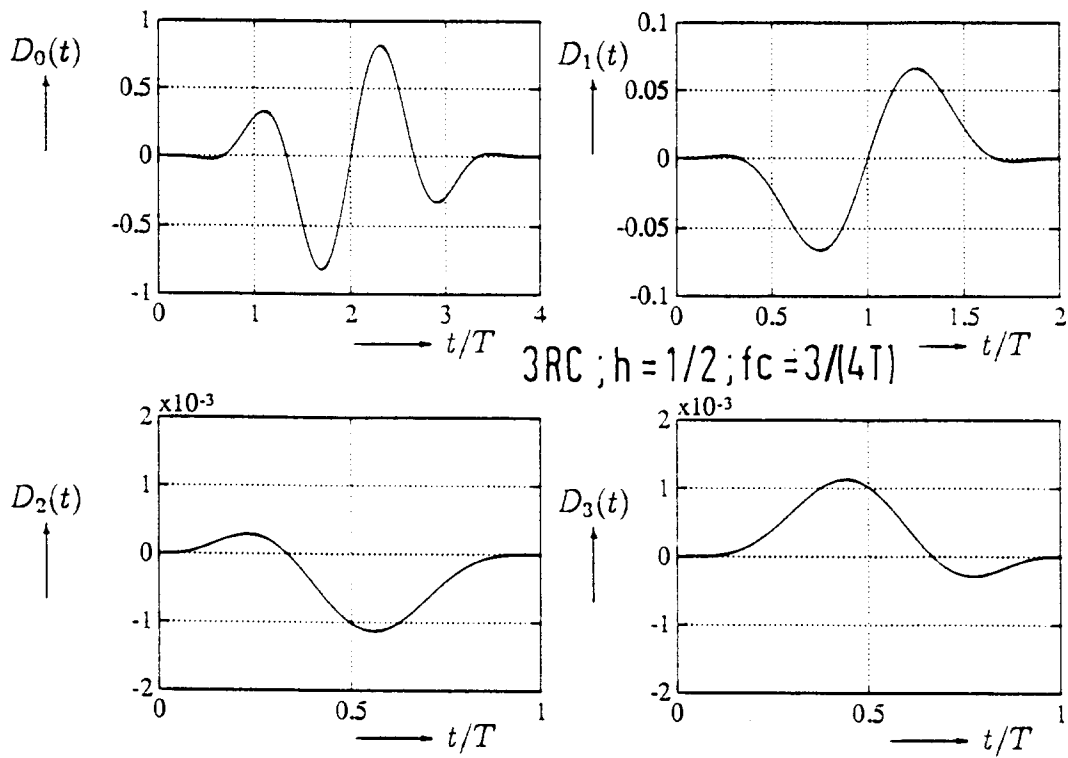 D₀(t)
1
0.5
0
-0.5
-1
0 1 2 3 4
t/T
D₁(t)
0.1
0.05
0
-0.05
-0.1
0 0.5 1 1.5 2
t/T
3RC ; h = 1/2 ; fc = 3/(4T)
D₂(t)
x10⁻³
2
1
0
-1
-2
0 0.5 1
t/T
D₃(t)
x10⁻³
2
1
0
-1
-2
0 0.5 1
t/T